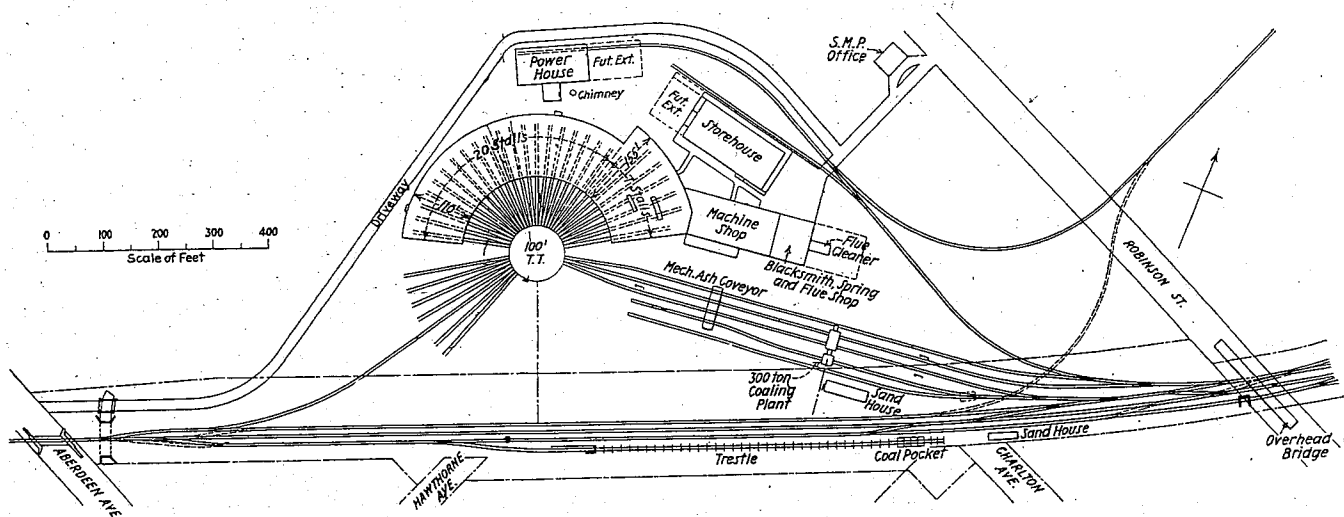 S.M.P.
Office
Power
House
Fut. Ext.
Chimney
Fut.
Ext.
Storehouse
20 Stalls
Stalls
110'
Driveway
0 100 200 300 400
Scale of Feet
100'
T.T.
Machine
Shop
Flue
Cleaner
Blacksmith, Spring
and Flue Shop
Mech. Ash Coveyor
ROBINSON ST.
300 ton
Coaling
Plant
Sand
House
Sand House
Overhead
Bridge
Trestle
Coal Pocket
ABERDEEN AVE
HAWTHORNE
AVE.
CHARLTON
AVE.